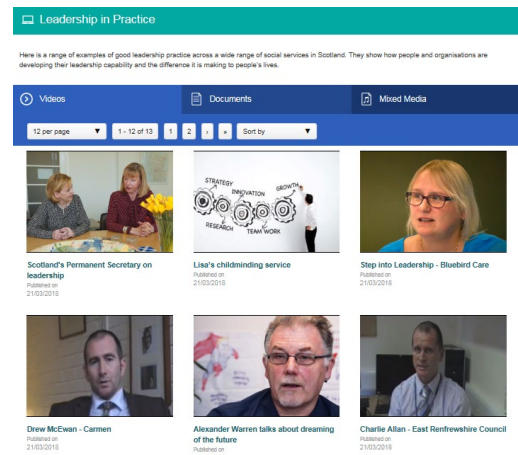 Leadership in Practice
Here is a range of examples of good leadership practice across a wide range of social services in Scotland. They show how people and organisations are
developing their leadership capability and the difference it is making to people's lives.
Videos
Documents
Mixed Media
12 per page
1 - 12 of 13
1
2
›
»
Sort by
STRATEGY
INNOVATION
GROWTH
RESEARCH
TEAM WORK
Scotland's Permanent Secretary on
leadership
Published on
21/03/2018
Lisa's childminding service
Published on
21/03/2018
Step into Leadership - Bluebird Care
Published on
21/03/2018
Drew McEwan - Carmen
Published on
21/03/2018
Alexander Warren talks about dreaming
of the future
Published on
Charlie Allan - East Renfrewshire Council
Published on
21/03/2018